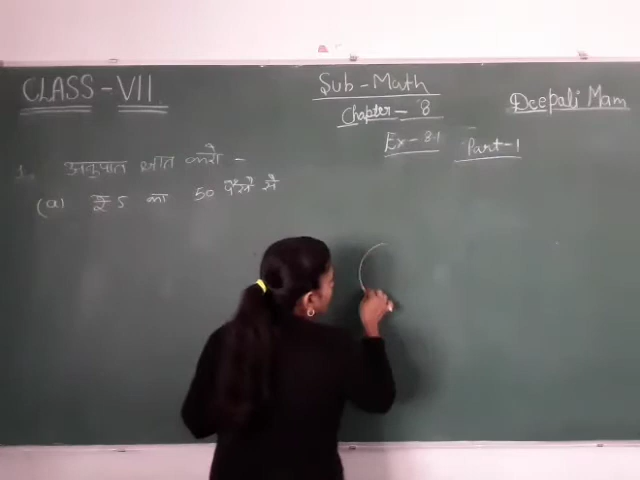 CLASS - VII
Sub - Math
Chapter - 8
Deepali Mam
Ex - 8.1
Part - 1
1. अनुपात ज्ञात करो -
(a) ₹ 5 का 50 पैसे से